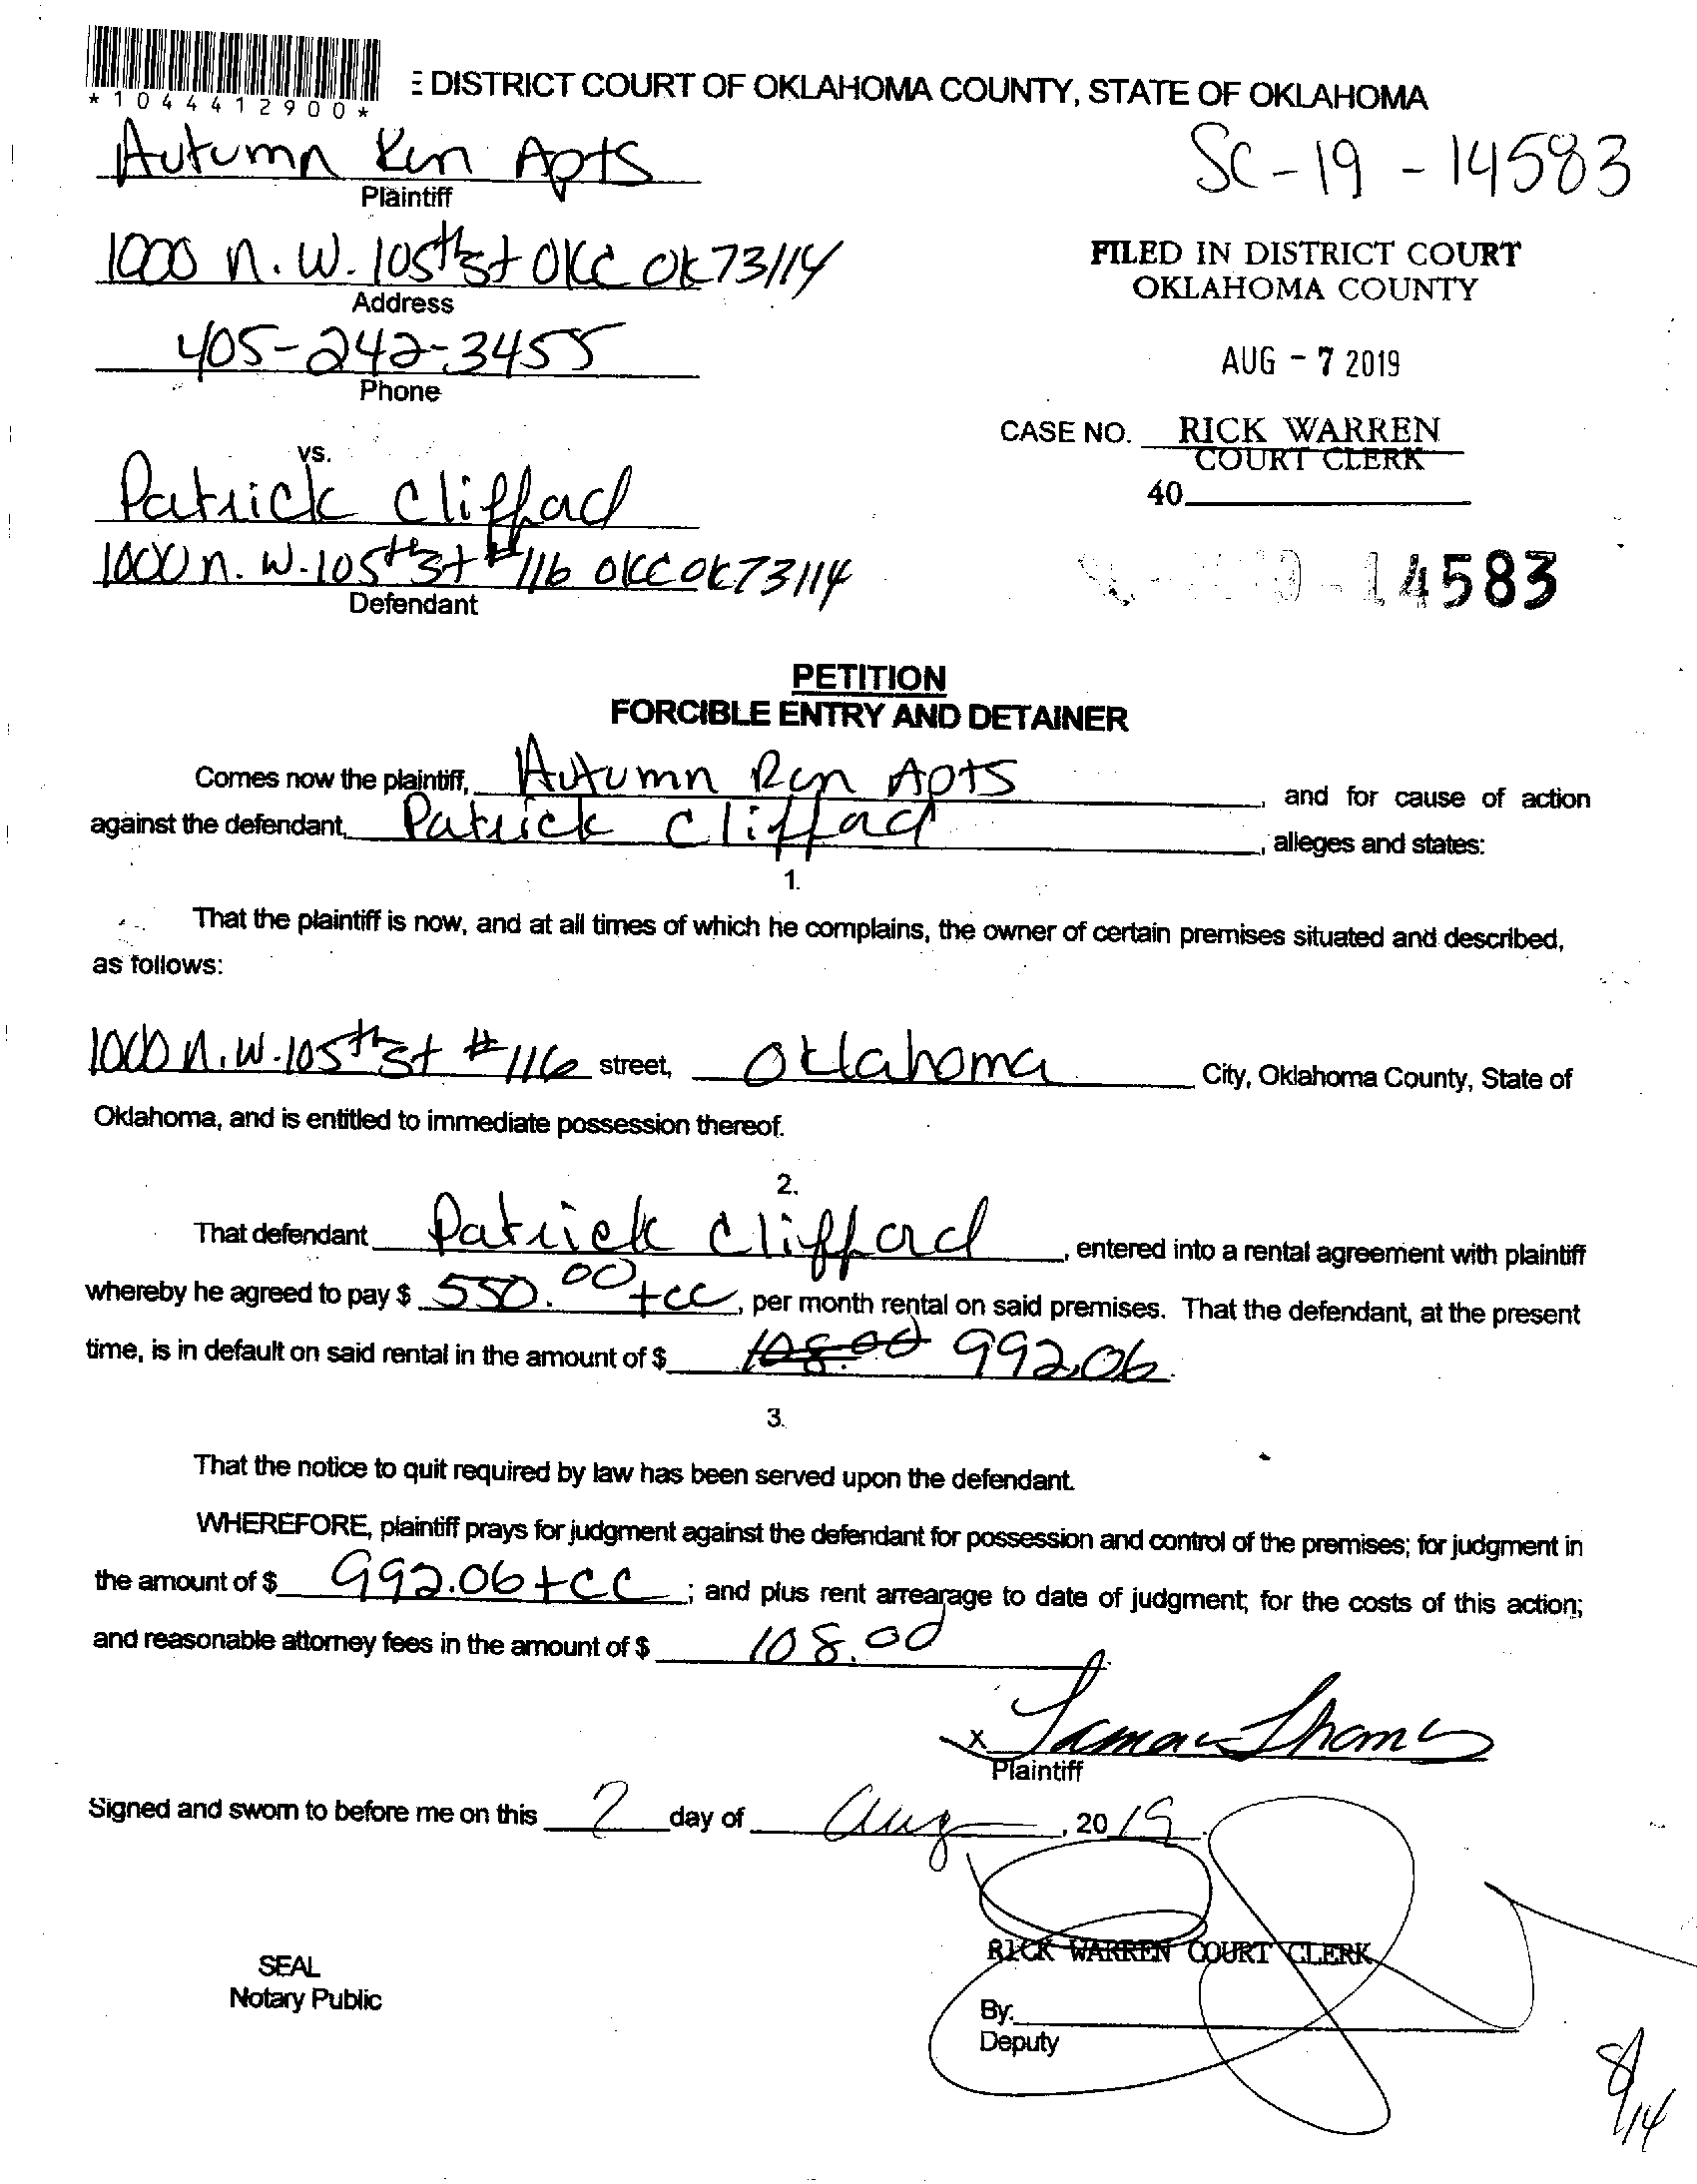 *1044412900*
E DISTRICT COURT OF OKLAHOMA COUNTY, STATE OF OKLAHOMA
Autumn Run Apts
Plaintiff
SC-19-14583
1000 N.W. 105th St OKC OK 73114
Address
FILED IN DISTRICT COURT
OKLAHOMA COUNTY
405-242-3455
Phone
AUG - 7 2019
CASE NO. RICK WARREN
COURT CLERK
40
vs.
Patrick Clifford
1000 N.W. 105th St #116 OKC OK 73114
Defendant
14583
PETITION
FORCIBLE ENTRY AND DETAINER
Comes now the plaintiff, Autumn Run Apts, and for cause of action
against the defendant, Patrick Clifford, alleges and states:
1.
That the plaintiff is now, and at all times of which he complains, the owner of certain premises situated and described,
as follows:
1000 N.W. 105th St #116 street, Oklahoma City, Oklahoma County, State of
Oklahoma, and is entitled to immediate possession thereof.
2.
That defendant Patrick Clifford, entered into a rental agreement with plaintiff
whereby he agreed to pay $ 550.00+cc, per month rental on said premises. That the defendant, at the present
time, is in default on said rental in the amount of $ 108.00 992.06.
3.
That the notice to quit required by law has been served upon the defendant.
WHEREFORE, plaintiff prays for judgment against the defendant for possession and control of the premises; for judgment in
the amount of $ 992.06+CC; and plus rent arrearage to date of judgment; for the costs of this action;
and reasonable attorney fees in the amount of $ 108.00
x
Plaintiff
Signed and sworn to before me on this day of Aug, 2019.
RICK WARREN COURT CLERK
SEAL
Notary Public
By:
Deputy
8/14